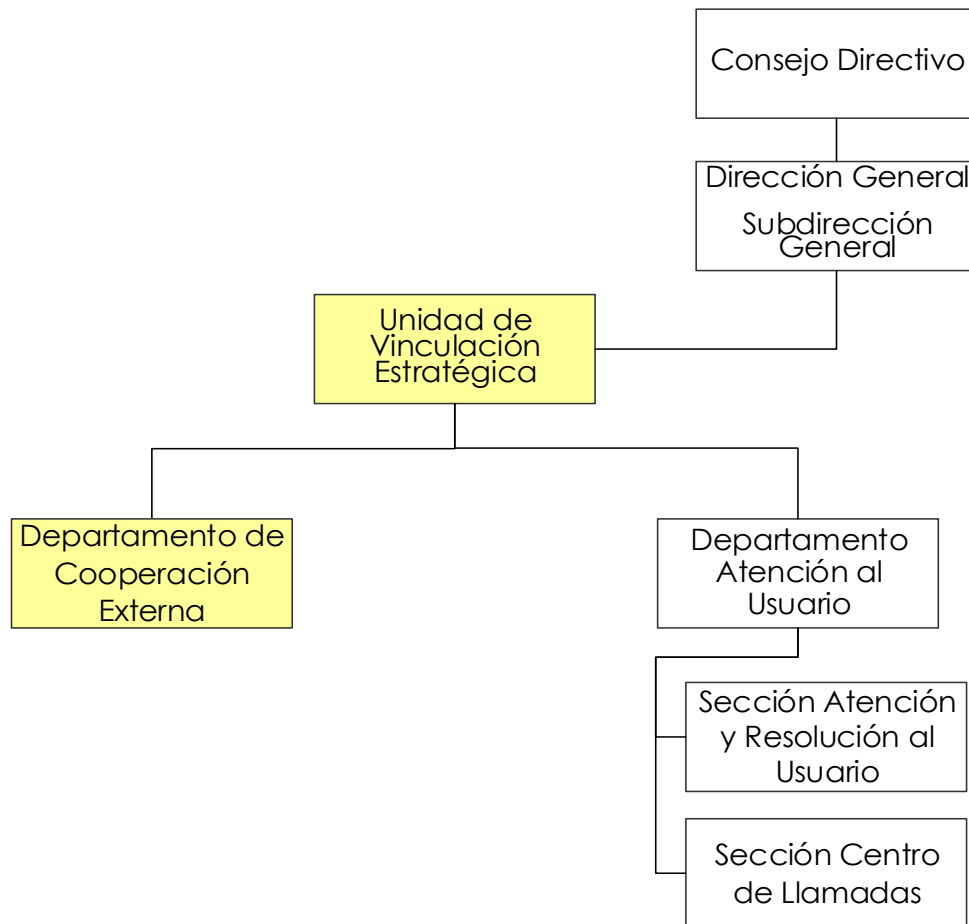 Consejo Directivo
Dirección General
Subdirección
General
Unidad de
Vinculación
Estratégica
Departamento de
Cooperación
Externa
Departamento
Atención al
Usuario
Sección Atención
y Resolución al
Usuario
Sección Centro
de Llamadas